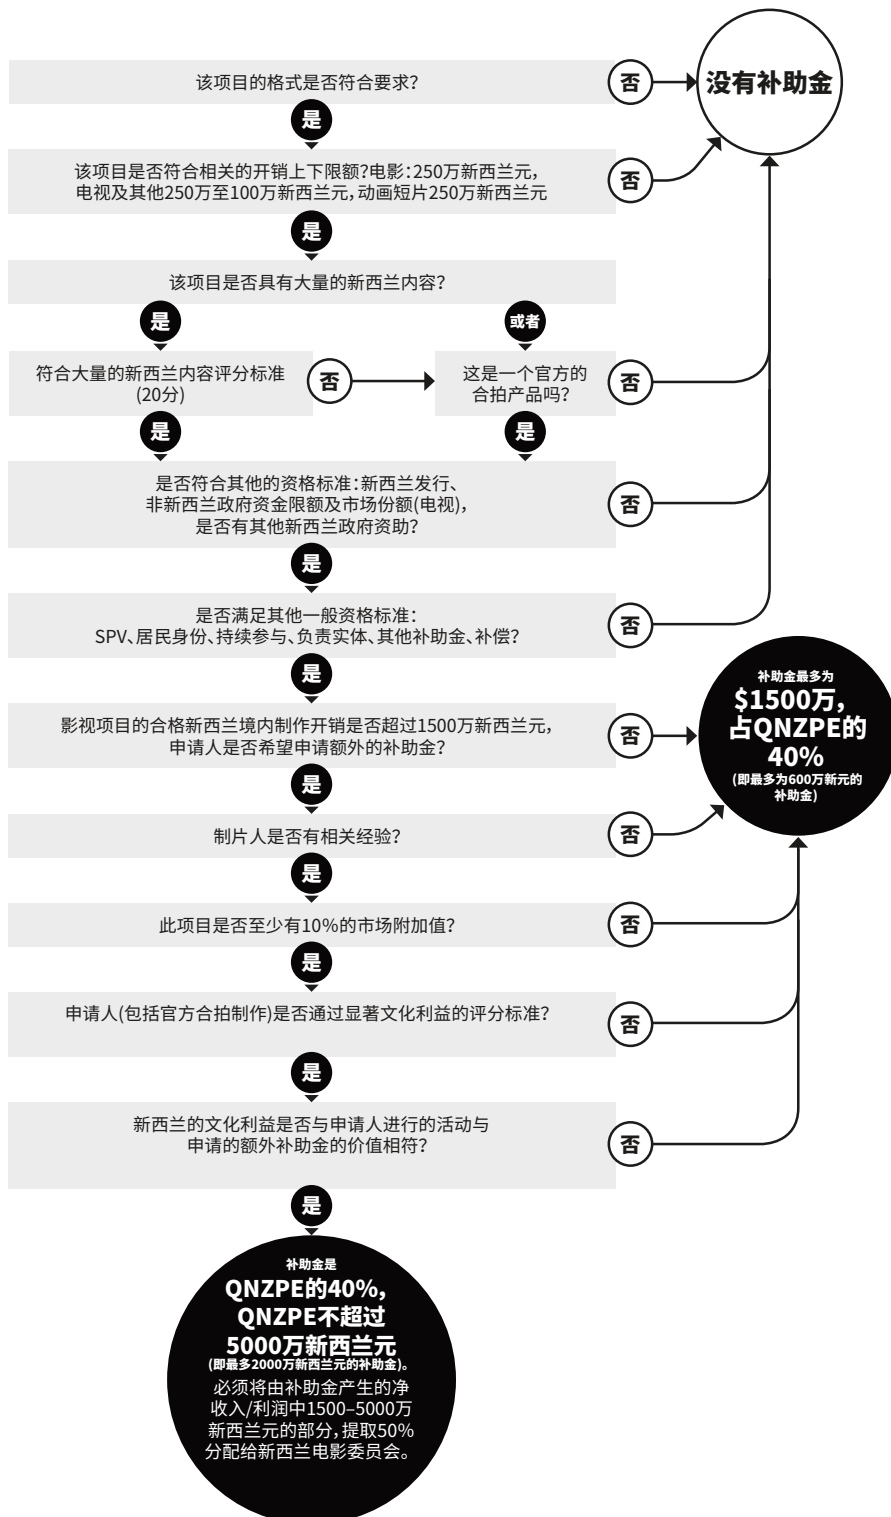 该项目的格式是否符合要求?
否
没有补助金
是
该项目是否符合相关的开销上下限额?电影：250万新西兰元，
电视及其他250万至100万新西兰元，动画短片250万新西兰元
否
是
该项目是否具有大量的新西兰内容?
是
或者
符合大量的新西兰内容评分标准
(20分)
否
这是一个官方的
合拍产品吗?
否
是
是
是否符合其他的资格标准：新西兰发行、
非新西兰政府资金限额及市场份额(电视)，
是否有其他新西兰政府资助?
否
是
是否满足其他一般资格标准：
SPV、居民身份、持续参与、负责实体、其他补助金、补偿?
否
是
影视项目的合格新西兰境内制作开销是否超过1500万新西兰元，
申请人是否希望申请额外的补助金?
否
补助金最多为
$1500万，
占QNZPE的
40%
(即最多为600万新元的
补助金)
是
制片人是否有相关经验?
否
是
此项目是否至少有10%的市场附加值?
否
是
申请人(包括官方合拍制作)是否通过显著文化利益的评分标准?
否
是
新西兰的文化利益是否与申请人进行的活动与
申请的额外补助金的价值相符?
否
是
补助金是
QNZPE的40%，
QNZPE不超过
5000万新西兰元
(即最多2000万新西兰元的补助金)。
必须将由补助金产生的净
收入/利润中1500–5000万
新西兰元的部分，提取50%
分配给新西兰电影委员会。